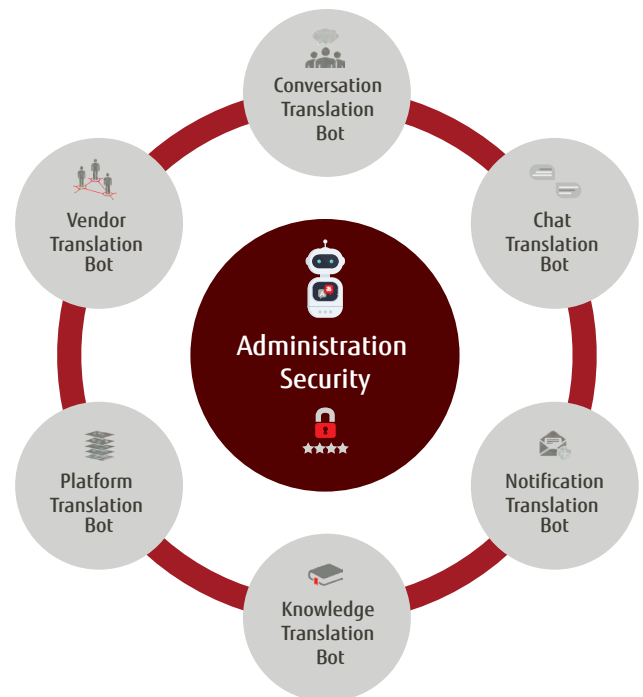 Conversation
Translation
Bot
Vendor
Translation
Bot
Chat
Translation
Bot
Administration
Security
Platform
Translation
Bot
Notification
Translation
Bot
Knowledge
Translation
Bot